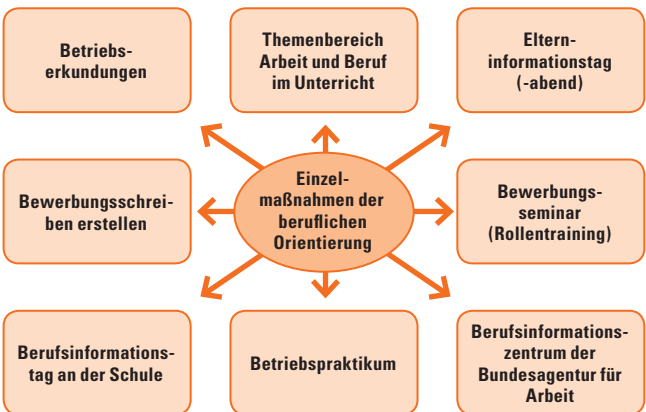 Betriebs-
erkundungen
Themenbereich
Arbeit und Beruf
im Unterricht
Eltern-
informationstag
(-abend)
Bewerbungsschrei-
ben erstellen
Einzel-
maßnahmen der
beruflichen
Orientierung
Bewerbungs-
seminar
(Rollentraining)
Berufsinformations-
tag an der Schule
Betriebspraktikum
Berufsinformations-
zentrum der
Bundesagentur für
Arbeit